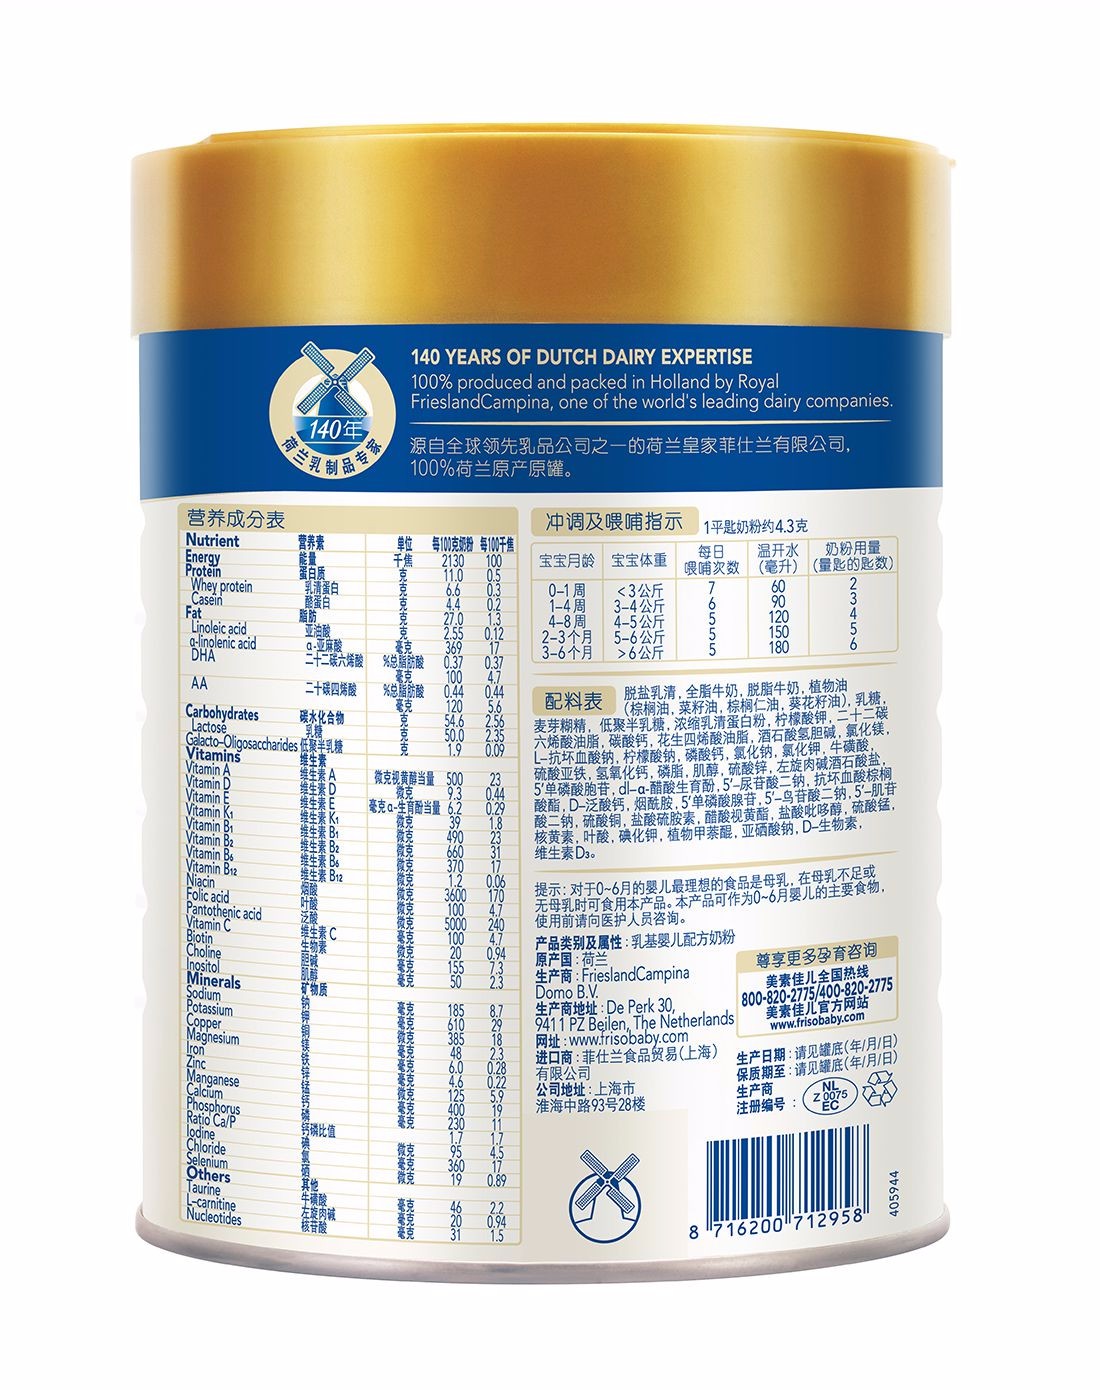 140 YEARS OF DUTCH DAIRY EXPERTISE
100% produced and packed in Holland by Royal
FrieslandCampina, one of the world's leading dairy companies.
源自全球领先乳品公司之一的荷兰皇家菲仕兰有限公司,
100%荷兰原产原罐。
140年
荷兰乳制品专家
营养成分表
Nutrient 营养素 单位 每100克奶粉 每100千焦
Energy 能量 千焦 2130 100
Protein 蛋白质 克 11.0 0.5
Whey protein 乳清蛋白 克 6.6 0.3
Casein 酪蛋白 克 4.4 0.2
Fat 脂肪 克 27.0 1.3
Linoleic acid 亚油酸 克 2.55 0.12
α-linolenic acid α-亚麻酸 毫克 369 17
DHA 二十二碳六烯酸 %总脂肪酸 0.37 0.37
毫克 100 4.7
AA 二十碳四烯酸 %总脂肪酸 0.44 0.44
毫克 120 5.6
Carbohydrates 碳水化合物 克 54.6 2.56
Lactose 乳糖 克 50.0 2.35
Galacto-Oligosaccharides 低聚半乳糖 克 1.9 0.09
Vitamins 维生素
Vitamin A 维生素 A 微克视黄醇当量 500 23
Vitamin D 维生素 D 微克 9.3 0.44
Vitamin E 维生素 E 毫克α-生育酚当量 6.2 0.29
Vitamin K₁ 维生素 K₁ 微克 39 1.8
Vitamin B₁ 维生素 B₁ 微克 490 23
Vitamin B₂ 维生素 B₂ 微克 660 31
Vitamin B₆ 维生素 B₆ 微克 370 17
Vitamin B₁₂ 维生素 B₁₂ 微克 1.2 0.06
Niacin 烟酸 微克 3600 170
Folic acid 叶酸 微克 100 4.7
Pantothenic acid 泛酸 微克 5000 240
Vitamin C 维生素 C 毫克 100 4.7
Biotin 生物素 微克 20 0.94
Choline 胆碱 毫克 155 7.3
Inositol 肌醇 毫克 50 2.3
Minerals 矿物质
Sodium 钠 毫克 185 8.7
Potassium 钾 毫克 610 29
Copper 铜 微克 385 18
Magnesium 镁 毫克 48 2.3
Iron 铁 毫克 6.0 0.28
Zinc 锌 毫克 4.6 0.22
Manganese 锰 微克 125 5.9
Calcium 钙 毫克 400 19
Phosphorus 磷 毫克 230 11
Ratio Ca/P 钙磷比值 1.7 1.7
Iodine 碘 微克 95 4.5
Chloride 氯 毫克 360 17
Selenium 硒 微克 19 0.89
Others 其他
Taurine 牛磺酸 毫克 46 2.2
L-carnitine 左旋肉碱 毫克 20 0.94
Nucleotides 核苷酸 毫克 31 1.5
冲调及喂哺指示 1平匙奶粉约4.3克
宝宝月龄 宝宝体重 每日喂哺次数 温开水(毫升) 奶粉用量(量匙的匙数)
0-1 周 <3 公斤 7 60 2
1-4 周 3-4 公斤 6 90 3
4-8 周 4-5 公斤 5 120 4
2-3 个月 5-6 公斤 5 150 5
3-6 个月 >6 公斤 5 180 6
配料表 脱盐乳清, 全脂牛奶, 脱脂牛奶, 植物油
(棕榈油, 菜籽油, 棕榈仁油, 葵花籽油), 乳糖,
麦芽糊精, 低聚半乳糖, 浓缩乳清蛋白粉, 柠檬酸钾, 二十二碳
六烯酸油脂, 碳酸钙, 花生四烯酸油脂, 酒石酸氢胆碱, 氯化镁,
L-抗坏血酸钠, 柠檬酸钠, 磷酸钙, 氯化钠, 氯化钾, 牛磺酸,
硫酸亚铁, 氢氧化钙, 磷脂, 肌醇, 硫酸锌, 左旋肉碱酒石酸盐,
5'单磷酸胞苷, dl-α-醋酸生育酚, 5'-尿苷酸二钠, 抗坏血酸棕榈
酸酯, D-泛酸钙, 烟酰胺, 5'单磷酸腺苷, 5'-鸟苷酸二钠, 5'-肌苷
酸二钠, 硫酸铜, 盐酸硫胺素, 醋酸视黄酯, 盐酸吡哆醇, 硫酸锰,
核黄素, 叶酸, 碘化钾, 植物甲萘醌, 亚硒酸钠, D-生物素,
维生素D₃。
提示: 对于0~6月的婴儿最理想的食品是母乳, 在母乳不足或
无母乳时可食用本产品。本产品可作为0~6月婴儿的主要食物,
使用前请向医护人员咨询。
产品类别及属性: 乳基婴儿配方奶粉
原产国: 荷兰
生产商: FrieslandCampina
Domo B.V.
生产商地址: De Perk 30,
9411 PZ Beilen, The Netherlands
网址: www.frisobaby.com
进口商: 菲仕兰食品贸易(上海)
有限公司
公司地址: 上海市
淮海中路93号28楼
尊享更多孕育咨询
美素佳儿全国热线
800-820-2775/400-820-2775
美素佳儿官方网站
www.frisobaby.com
生产日期: 请见罐底(年/月/日)
保质期至: 请见罐底(年/月/日)
生产商
注册编号:
NL
Z 0075
EC
8 716200 712958
405944